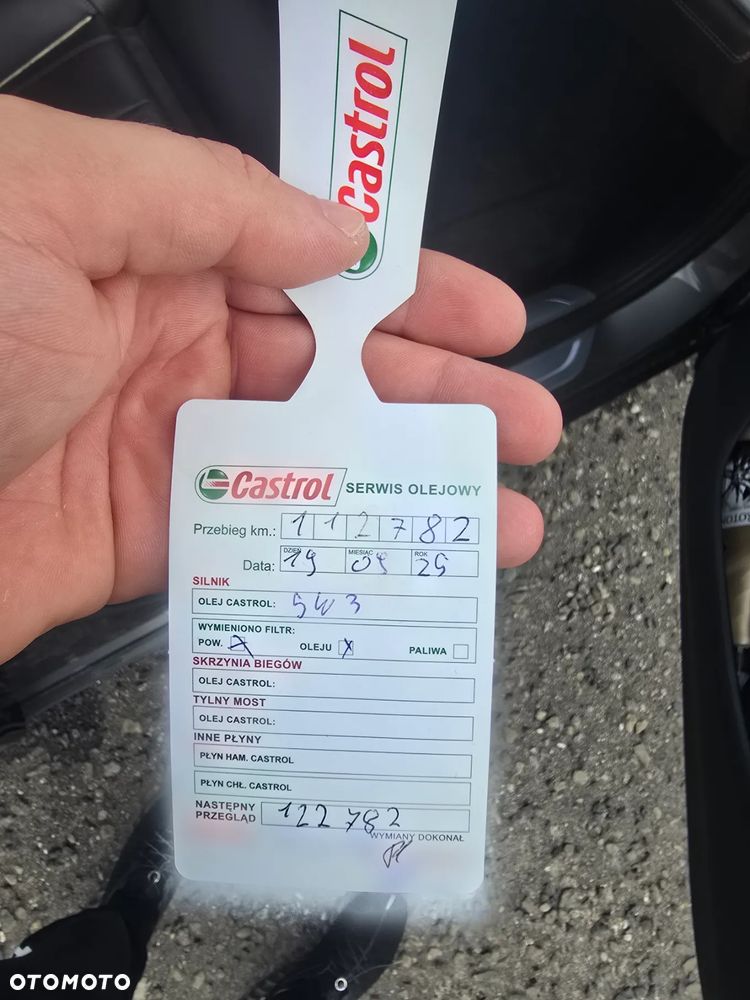 Castrol
Castrol SERWIS OLEJOWY
Przebieg km.: 112782
Data: DZIEŃ 19 MIESIĄC 09 ROK 25
SILNIK
OLEJ CASTROL: 5W3
WYMIENIONO FILTR:
POW. X OLEJU X PALIWA
SKRZYNIA BIEGÓW
OLEJ CASTROL:
TYLNY MOST
OLEJ CASTROL:
INNE PŁYNY
PŁYN HAM. CASTROL
PŁYN CHŁ. CASTROL
NASTĘPNY PRZEGLĄD 122782
WYMIANY DOKONAŁ
OTOMOTO